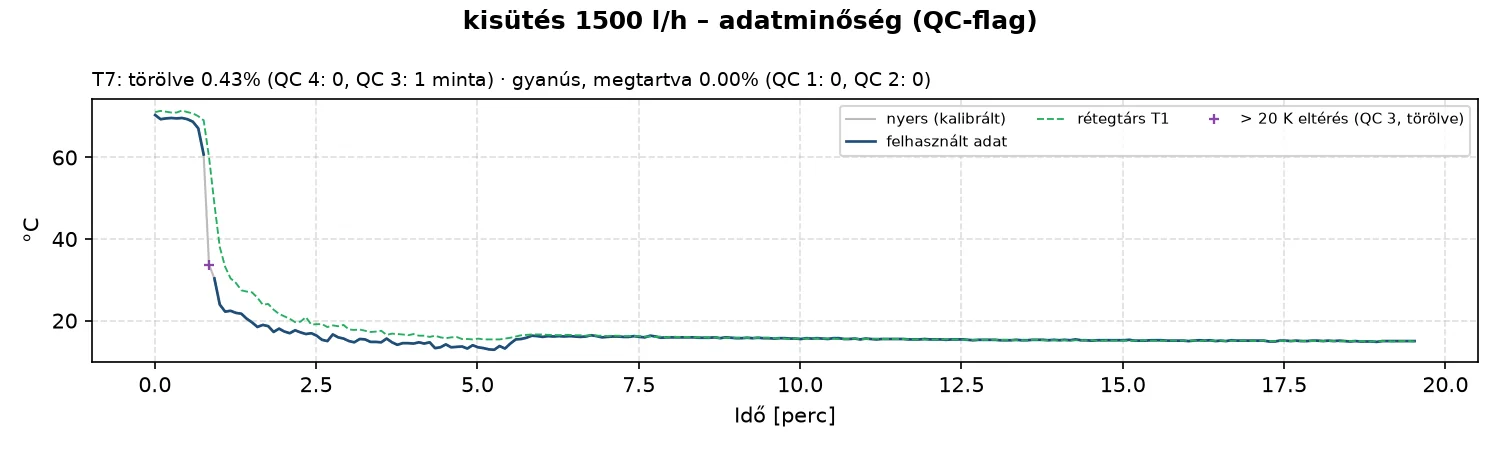 kisütés 1500 l/h – adatminőség (QC-flag)
T7: törölve 0.43% (QC 4: 0, QC 3: 1 minta) · gyanús, megtartva 0.00% (QC 1: 0, QC 2: 0)
nyers (kalibrált) rétegtárs T1 > 20 K eltérés (QC 3, törölve)
felhasznált adat
°C
60
40
20
0.0 2.5 5.0 7.5 10.0 12.5 15.0 17.5 20.0
Idő [perc]